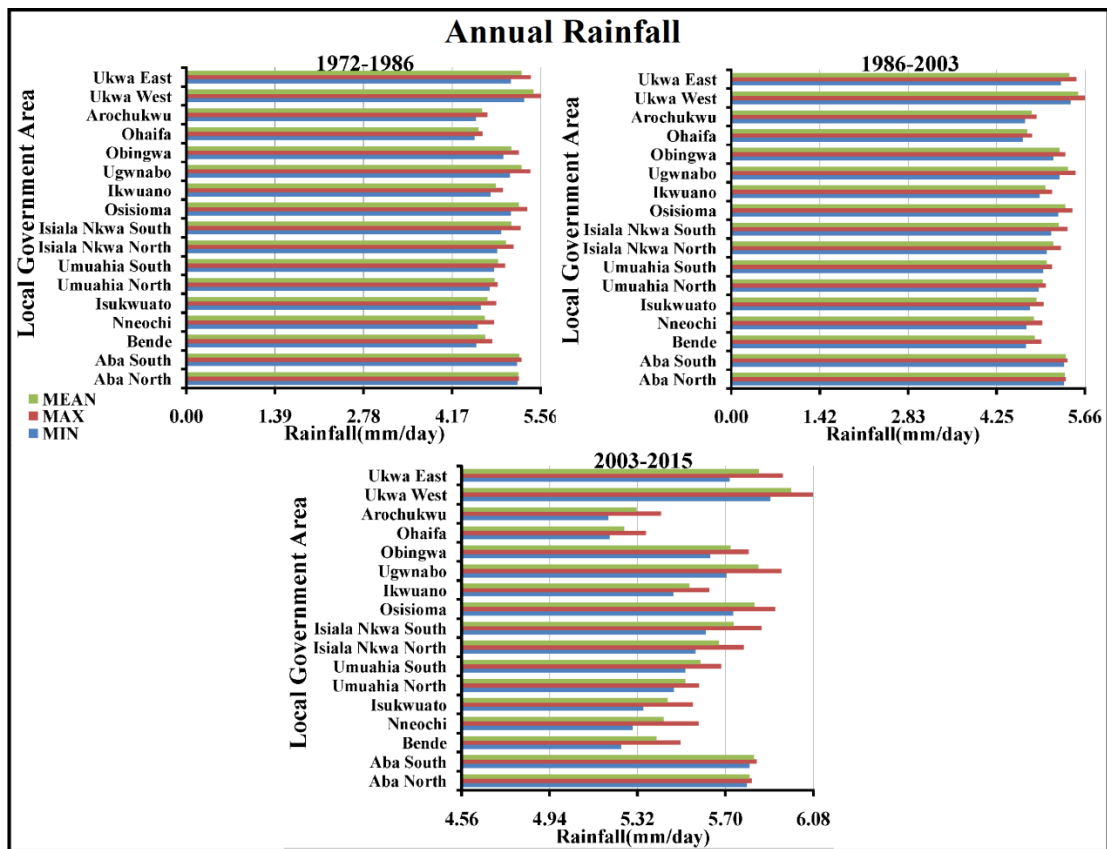 Annual Rainfall
1972-1986
Local Government Area
Ukwa East
Ukwa West
Arochukwu
Ohaifa
Obingwa
Ugwnabo
Ikwuano
Osisioma
Isiala Nkwa South
Isiala Nkwa North
Umuahia South
Umuahia North
Isukwuato
Nneochi
Bende
Aba South
Aba North
0.00 1.39 2.78 4.17 5.56
Rainfall(mm/day)
MEAN
MAX
MIN
1986-2003
Local Government Area
Ukwa East
Ukwa West
Arochukwu
Ohaifa
Obingwa
Ugwnabo
Ikwuano
Osisioma
Isiala Nkwa South
Isiala Nkwa North
Umuahia South
Umuahia North
Isukwuato
Nneochi
Bende
Aba South
Aba North
0.00 1.42 2.83 4.25 5.66
Rainfall(mm/day)
2003-2015
Local Government Area
Ukwa East
Ukwa West
Arochukwu
Ohaifa
Obingwa
Ugwnabo
Ikwuano
Osisioma
Isiala Nkwa South
Isiala Nkwa North
Umuahia South
Umuahia North
Isukwuato
Nneochi
Bende
Aba South
Aba North
4.56 4.94 5.32 5.70 6.08
Rainfall(mm/day)